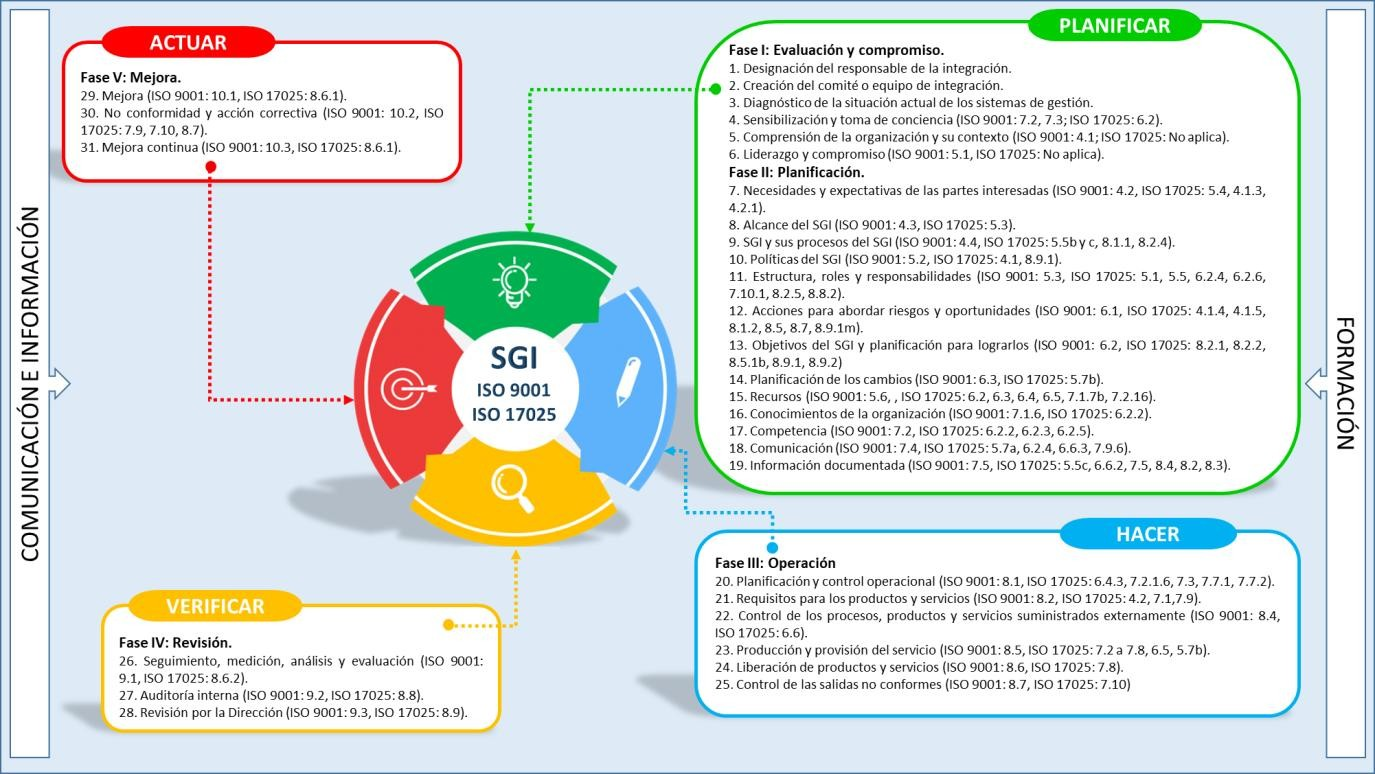 COMUNICACIÓN E INFORMACIÓN
ACTUAR
Fase V: Mejora.
29. Mejora (ISO 9001: 10.1, ISO 17025: 8.6.1).
30. No conformidad y acción correctiva (ISO 9001: 10.2, ISO
17025: 7.9, 7.10, 8.7).
31. Mejora continua (ISO 9001: 10.3, ISO 17025: 8.6.1).
PLANIFICAR
Fase I: Evaluación y compromiso.
1. Designación del responsable de la integración.
2. Creación del comité o equipo de integración.
3. Diagnóstico de la situación actual de los sistemas de gestión.
4. Sensibilización y toma de conciencia (ISO 9001: 7.2, 7.3; ISO 17025: 6.2).
5. Comprensión de la organización y su contexto (ISO 9001: 4.1; ISO 17025: No aplica).
6. Liderazgo y compromiso (ISO 9001: 5.1, ISO 17025: No aplica).
Fase II: Planificación.
7. Necesidades y expectativas de las partes interesadas (ISO 9001: 4.2, ISO 17025: 5.4, 4.1.3,
4.2.1).
8. Alcance del SGI (ISO 9001: 4.3, ISO 17025: 5.3).
9. SGI y sus procesos del SGI (ISO 9001: 4.4, ISO 17025: 5.5b y c, 8.1.1, 8.2.4).
10. Políticas del SGI (ISO 9001: 5.2, ISO 17025: 4.1, 8.9.1).
11. Estructura, roles y responsabilidades (ISO 9001: 5.3, ISO 17025: 5.1, 5.5, 6.2.4, 6.2.6,
7.10.1, 8.2.5, 8.8.2).
12. Acciones para abordar riesgos y oportunidades (ISO 9001: 6.1, ISO 17025: 4.1.4, 4.1.5,
8.1.2, 8.5, 8.7, 8.9.1m).
13. Objetivos del SGI y planificación para lograrlos (ISO 9001: 6.2, ISO 17025: 8.2.1, 8.2.2,
8.5.1b, 8.9.1, 8.9.2)
14. Planificación de los cambios (ISO 9001: 6.3, ISO 17025: 5.7b).
15. Recursos (ISO 9001: 5.6, , ISO 17025: 6.2, 6.3, 6.4, 6.5, 7.1.7b, 7.2.16).
16. Conocimientos de la organización (ISO 9001: 7.1.6, ISO 17025: 6.2.2).
17. Competencia (ISO 9001: 7.2, ISO 17025: 6.2.2, 6.2.3, 6.2.5).
18. Comunicación (ISO 9001: 7.4, ISO 17025: 5.7a, 6.2.4, 6.6.3, 7.9.6).
19. Información documentada (ISO 9001: 7.5, ISO 17025: 5.5c, 6.6.2, 7.5, 8.4, 8.2, 8.3).
SGI
ISO 9001
ISO 17025
HACER
Fase III: Operación
20. Planificación y control operacional (ISO 9001: 8.1, ISO 17025: 6.4.3, 7.2.1.6, 7.3, 7.7.1, 7.7.2).
21. Requisitos para los productos y servicios (ISO 9001: 8.2, ISO 17025: 4.2, 7.1,7.9).
22. Control de los procesos, productos y servicios suministrados externamente (ISO 9001: 8.4,
ISO 17025: 6.6).
23. Producción y provisión del servicio (ISO 9001: 8.5, ISO 17025: 7.2 a 7.8, 6.5, 5.7b).
24. Liberación de productos y servicios (ISO 9001: 8.6, ISO 17025: 7.8).
25. Control de las salidas no conformes (ISO 9001: 8.7, ISO 17025: 7.10)
VERIFICAR
Fase IV: Revisión.
26. Seguimiento, medición, análisis y evaluación (ISO 9001:
9.1, ISO 17025: 8.6.2).
27. Auditoría interna (ISO 9001: 9.2, ISO 17025: 8.8).
28. Revisión por la Dirección (ISO 9001: 9.3, ISO 17025: 8.9).
FORMACIÓN